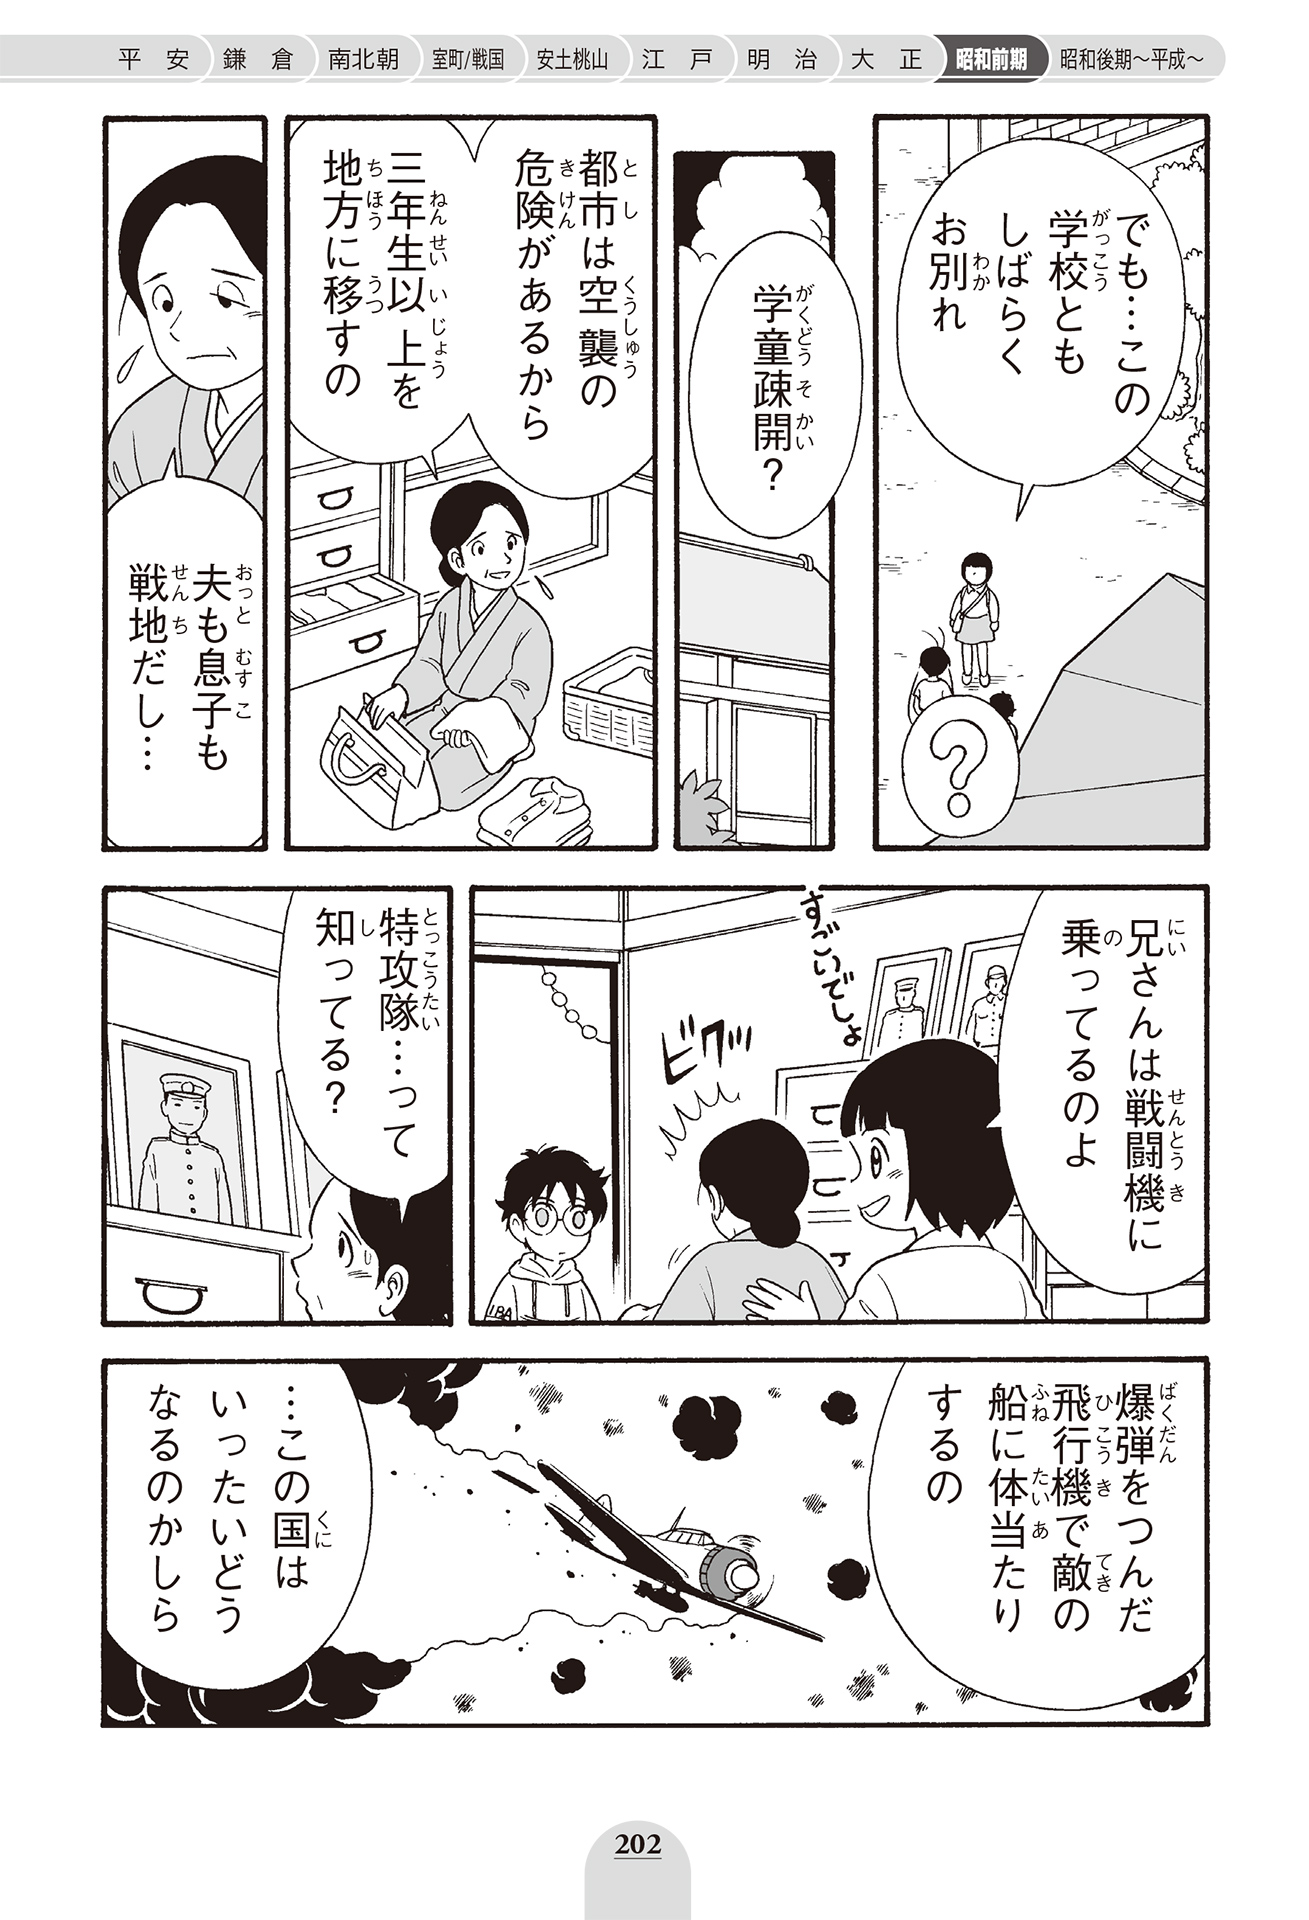 平安 鎌倉 南北朝 室町/戦国 安土桃山 江戸 明治 大正 昭和前期 昭和後期〜平成〜
でも…この
学校とも
しばらく
お別れ
?
学童疎開?
都市は空襲の
危険があるから
三年生以上を
地方に移すの
夫も息子も
戦地だし…
兄さんは戦闘機に
乗ってるのよ
すごいでしょ
ビクッ
IBA
特攻隊…って
知ってる?
爆弾をつんだ
飛行機で敵の
船に体当たり
するの
…この国は
いったいどう
なるのかしら
202